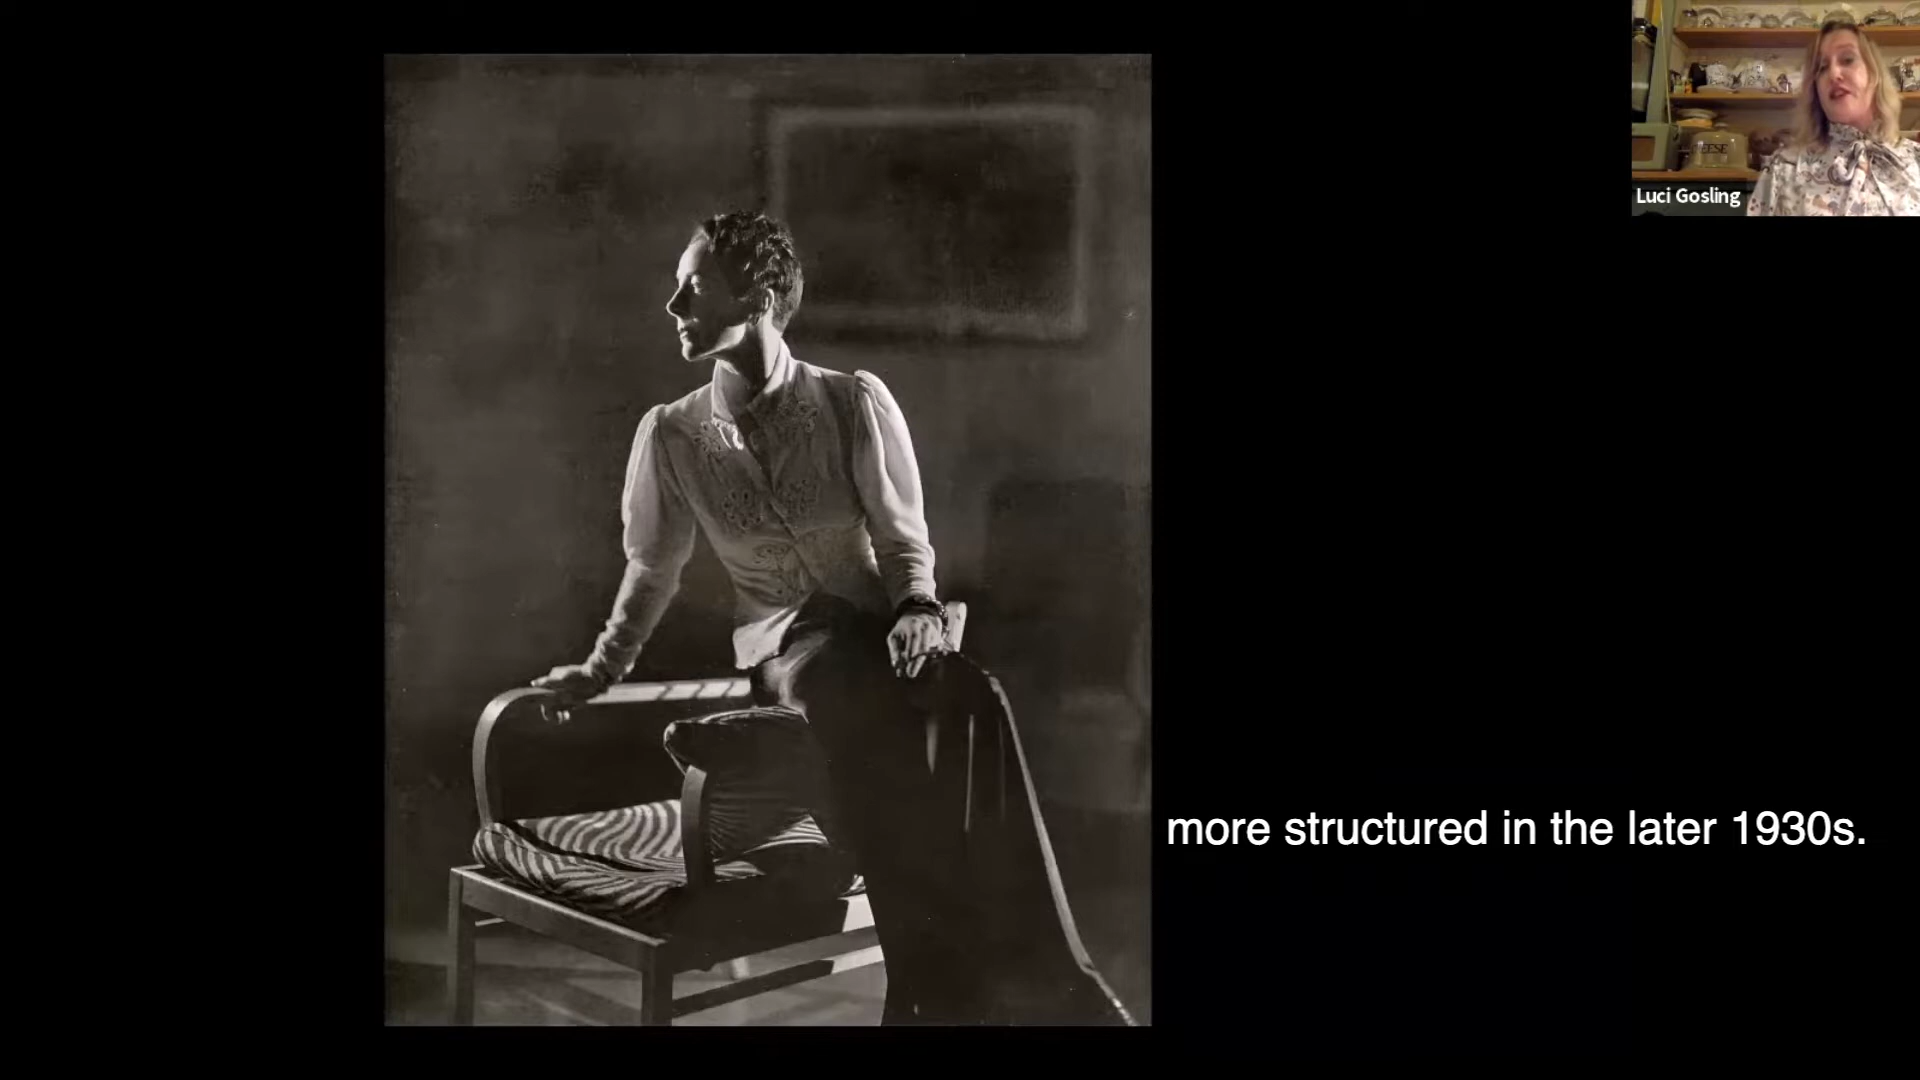 Luci Gosling
more structured in the later 1930s.